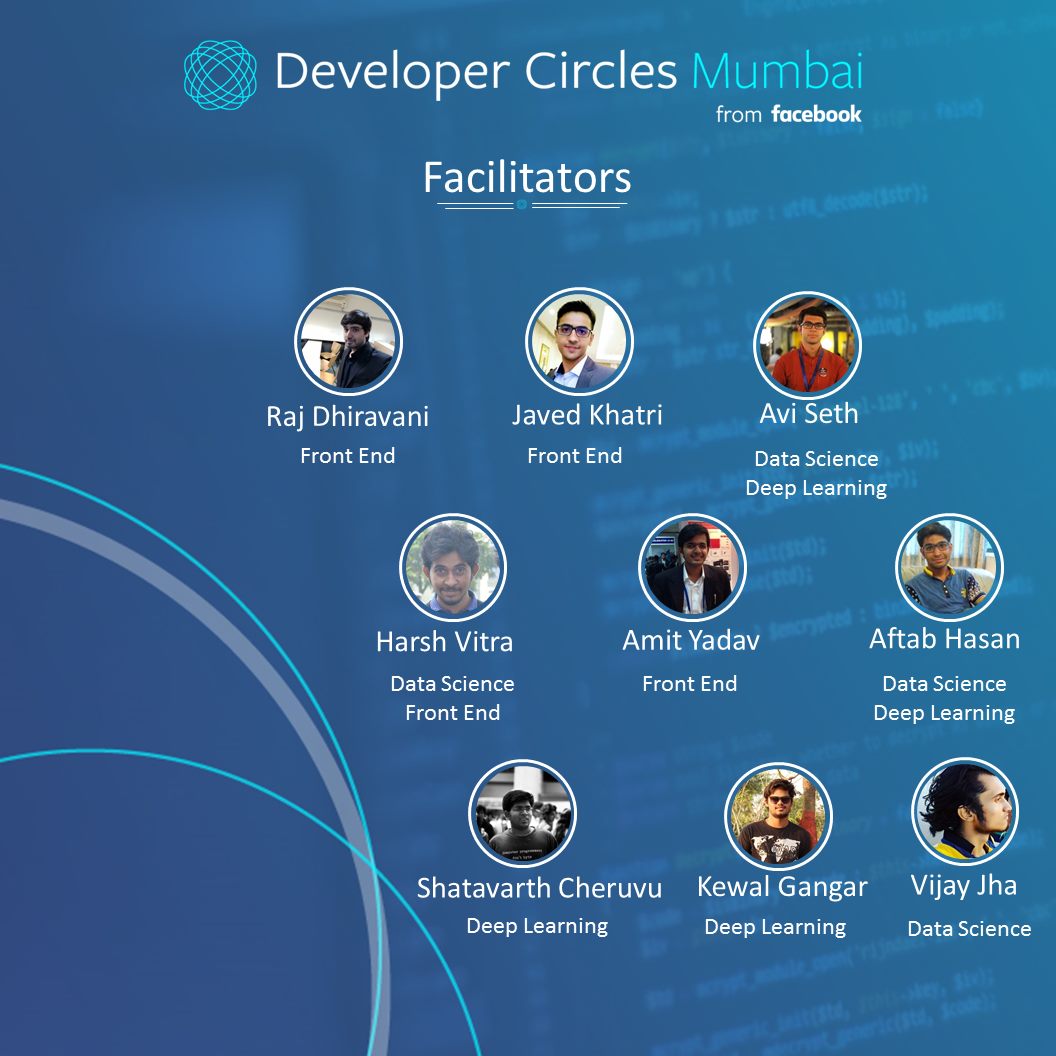 Developer Circles Mumbai
from facebook
Facilitators
Raj Dhiravani
Front End
Javed Khatri
Front End
Avi Seth
Data Science
Deep Learning
Harsh Vitra
Data Science
Front End
Amit Yadav
Front End
Aftab Hasan
Data Science
Deep Learning
Shatavarth Cheruvu
Deep Learning
Kewal Gangar
Deep Learning
Vijay Jha
Data Science